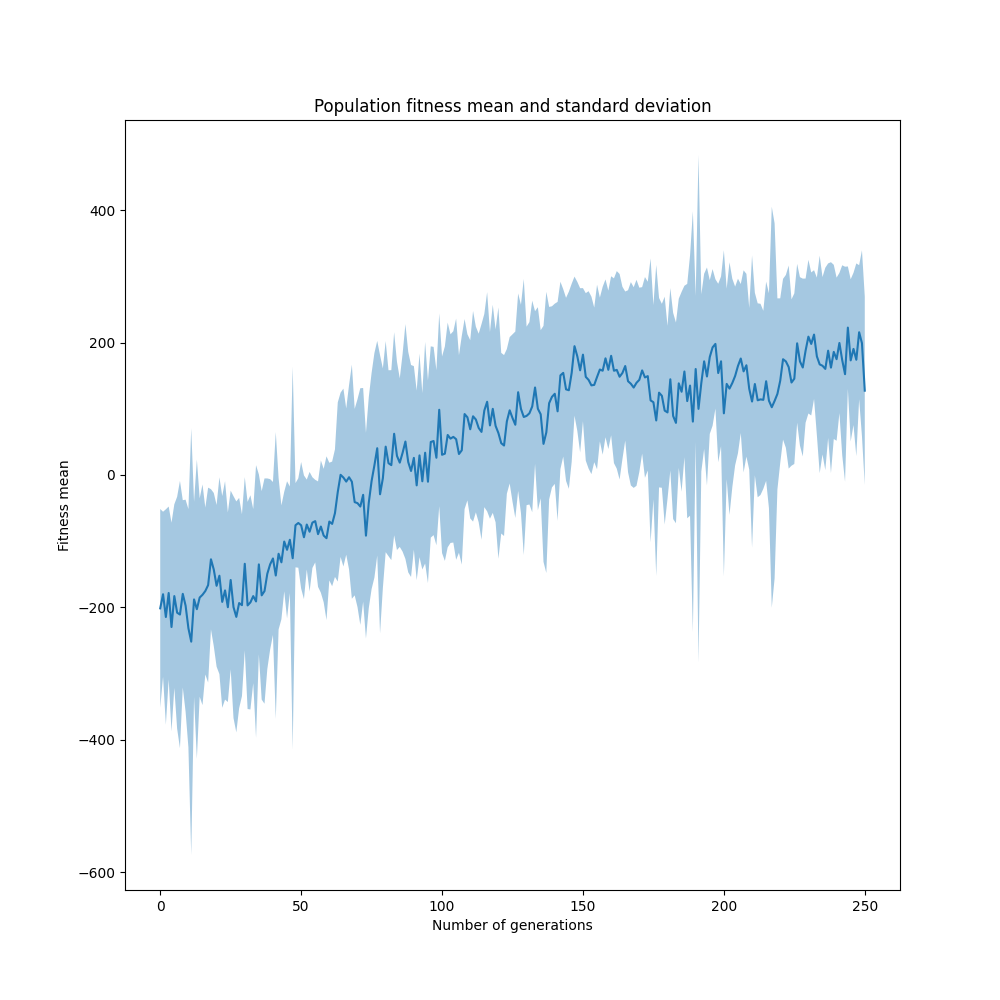 Population fitness mean and standard deviation
400
200
0
−200
−400
−600
Fitness mean
0 50 100 150 200 250
Number of generations